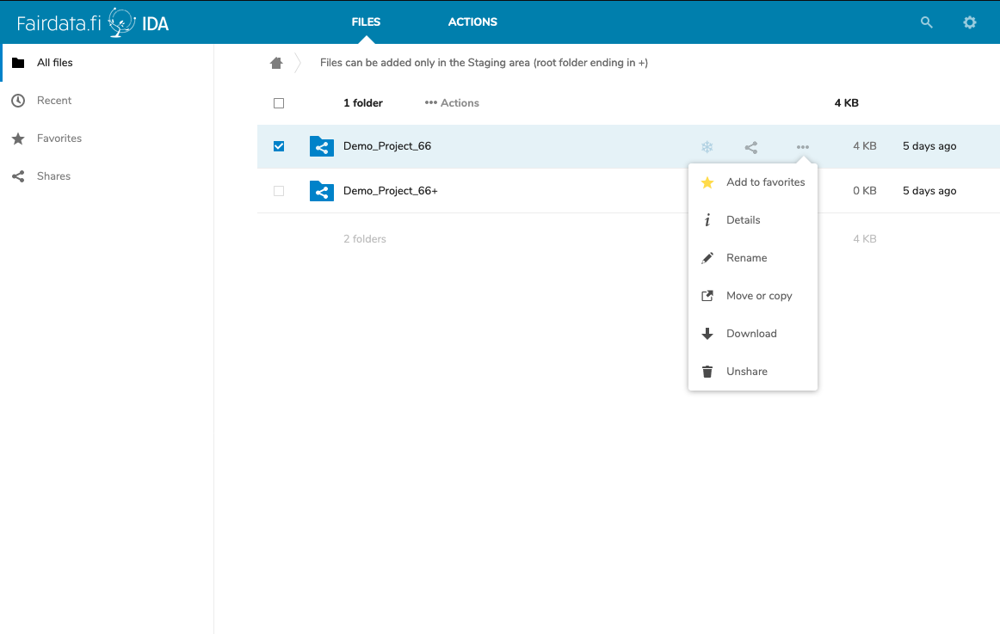 Fairdata.fi IDA FILES ACTIONS
All files
Files can be added only in the Staging area (root folder ending in +)
Recent
1 folder ••• Actions 4 KB
Favorites
Demo_Project_66 ••• 4 KB 5 days ago
Shares
Add to favorites
Demo_Project_66+ 0 KB 5 days ago
Details
2 folders 4 KB
Rename
Move or copy
Download
Unshare